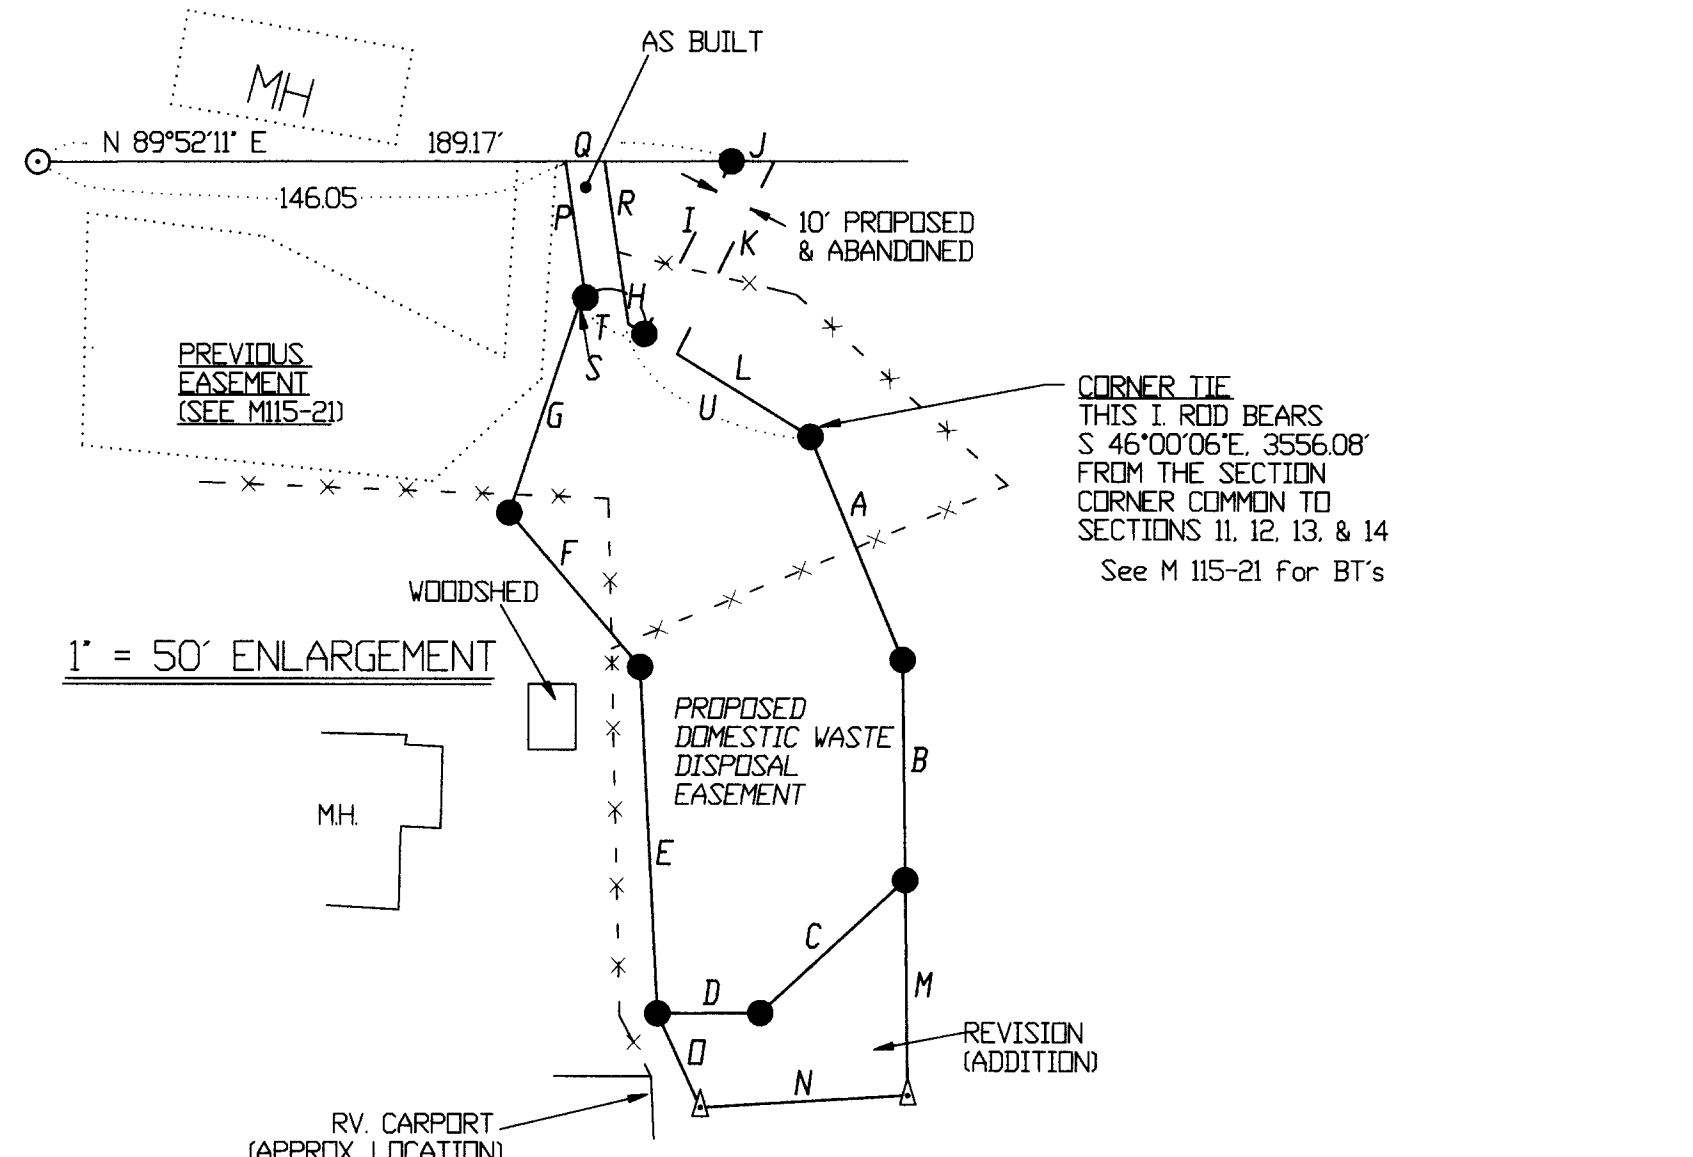 AS BUILT
MH
N 89°52'11" E
189.17'
Q
J
146.05
P
R
I
K
10' PROPOSED
& ABANDONED
H
T
S
PREVIOUS
EASEMENT
(SEE M115-21)
L
U
G
CORNER TIE
THIS I. ROD BEARS
S 46°00'06"E, 3556.08'
FROM THE SECTION
CORNER COMMON TO
SECTIONS 11, 12, 13, & 14
See M 115-21 for BT's
A
F
WOODSHED
1" = 50' ENLARGEMENT
PROPOSED
DOMESTIC WASTE
DISPOSAL
EASEMENT
B
M.H.
E
C
D
M
O
N
REVISION
(ADDITION)
RV. CARPORT
(APPROX. LOCATION)